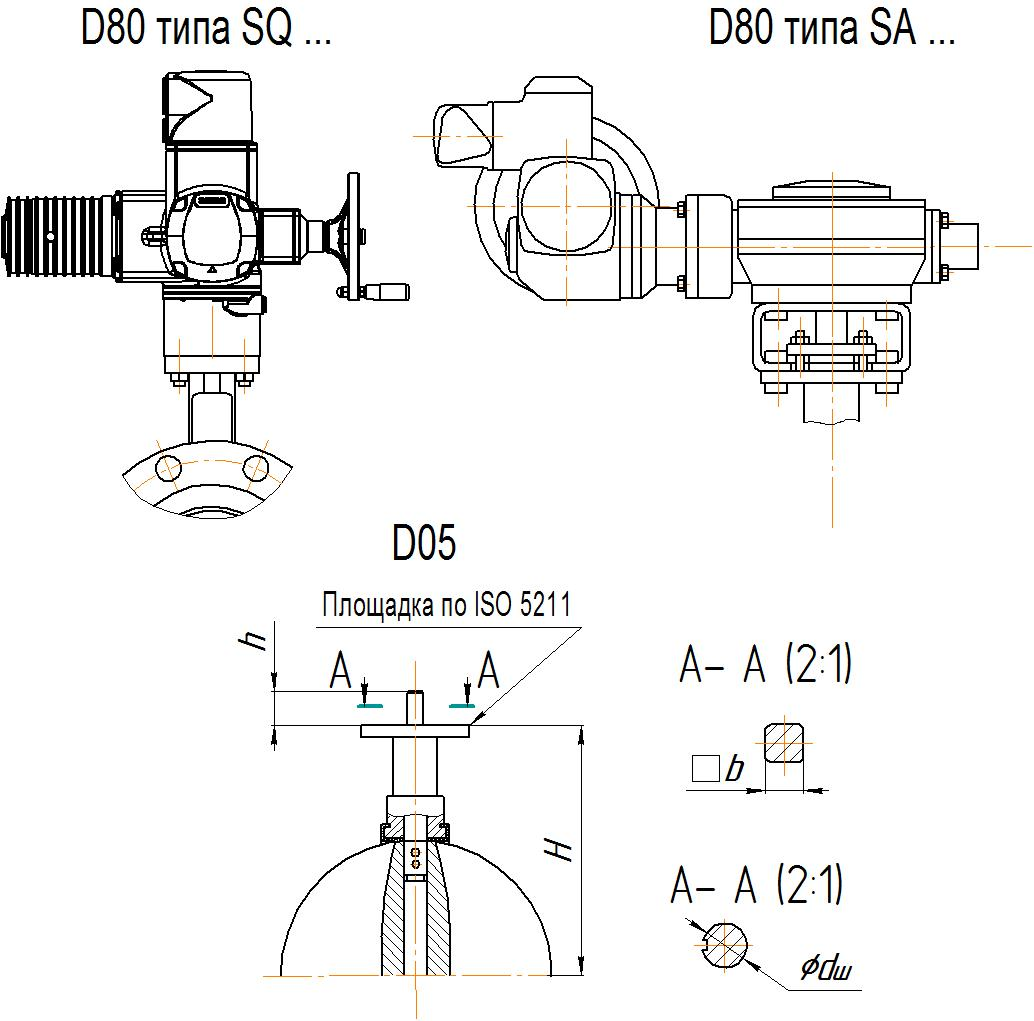 D80 типа SQ ...
D80 типа SA ...
D05
Площадка по ISO 5211
h
A
A
A- A (2:1)
b
H
A- A (2:1)
ϕdш